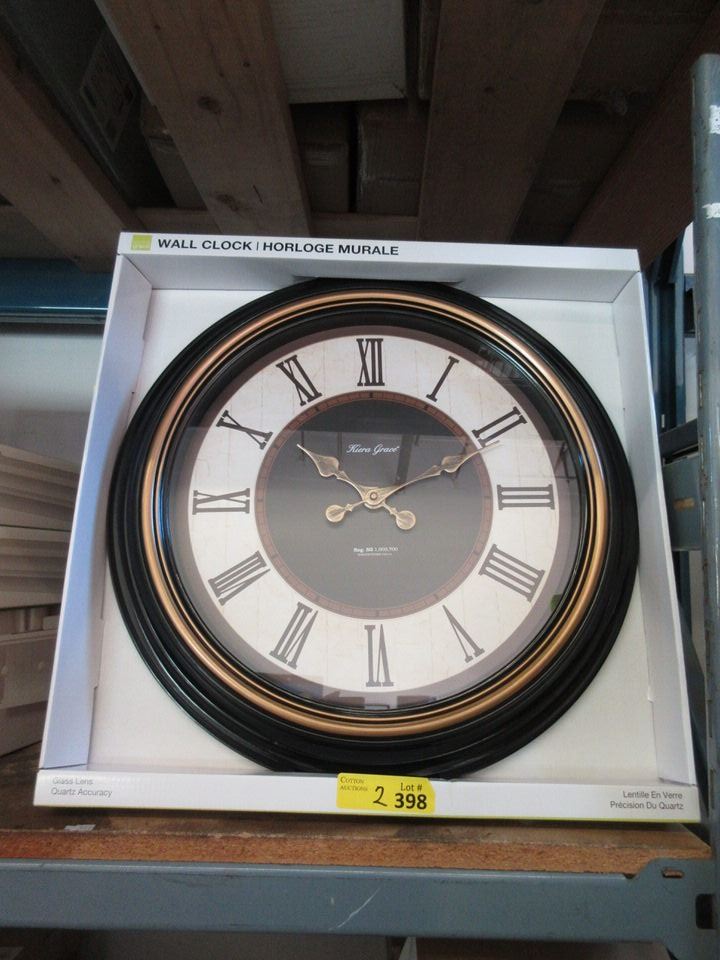 WALL CLOCK | HORLOGE MURALE
XII
XI
I
X
II
Kiera Grace
IX
III
VIII
IIII
VII
V
VI
Glass Lens
Quartz Accuracy
COTTON AUCTIONS
2
Lot # 398
Lentille En Verre
Précision Du Quartz